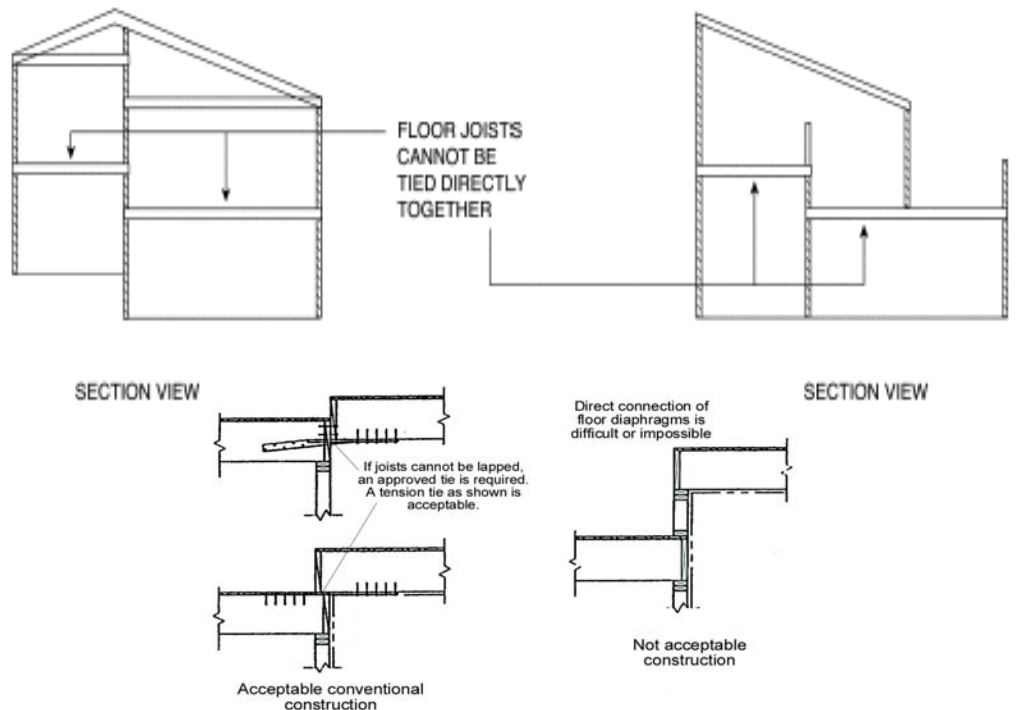 FLOOR JOISTS
CANNOT BE
TIED DIRECTLY
TOGETHER
SECTION VIEW
SECTION VIEW
If joists cannot be lapped,
an approved tie is required.
A tension tie as shown is
acceptable.
Direct connection of
floor diaphragms is
difficult or impossible
Acceptable conventional
construction
Not acceptable
construction